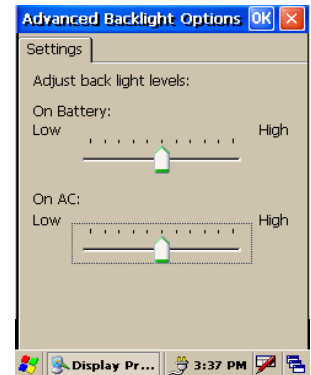 Advanced Backlight Options OK
Settings
Adjust back light levels:
On Battery:
Low High
On AC:
Low High
Display Pr... 3:37 PM